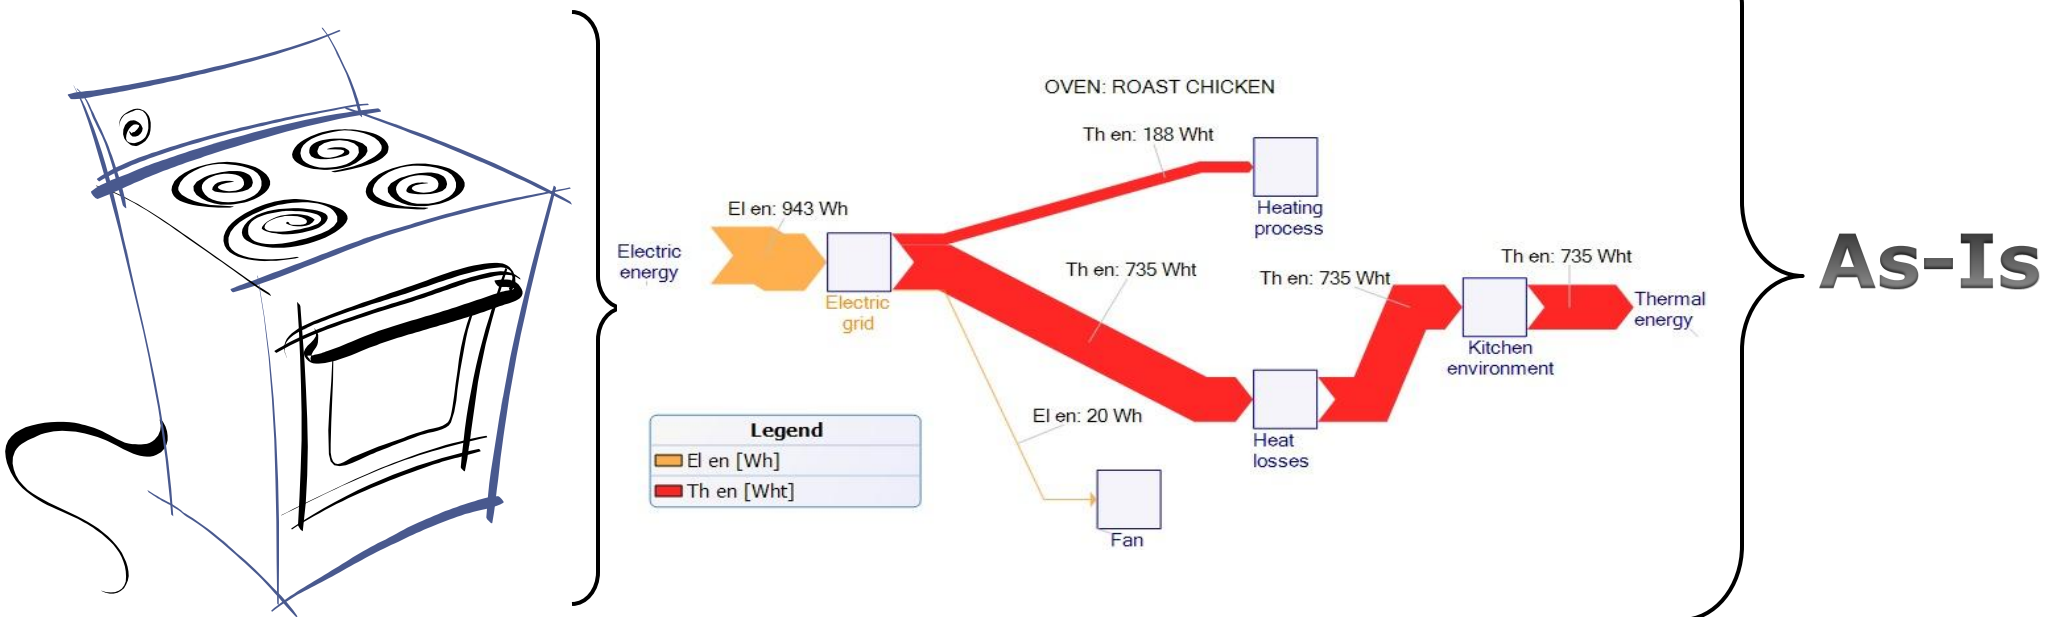 OVEN: ROAST CHICKEN
Th en: 188 Wht
Heating
process
El en: 943 Wh
Electric
energy
Electric
grid
Th en: 735 Wht
Th en: 735 Wht
Th en: 735 Wht
Thermal
energy
Kitchen
environment
Heat
losses
El en: 20 Wh
Fan
Legend
El en [Wh]
Th en [Wht]
As-Is